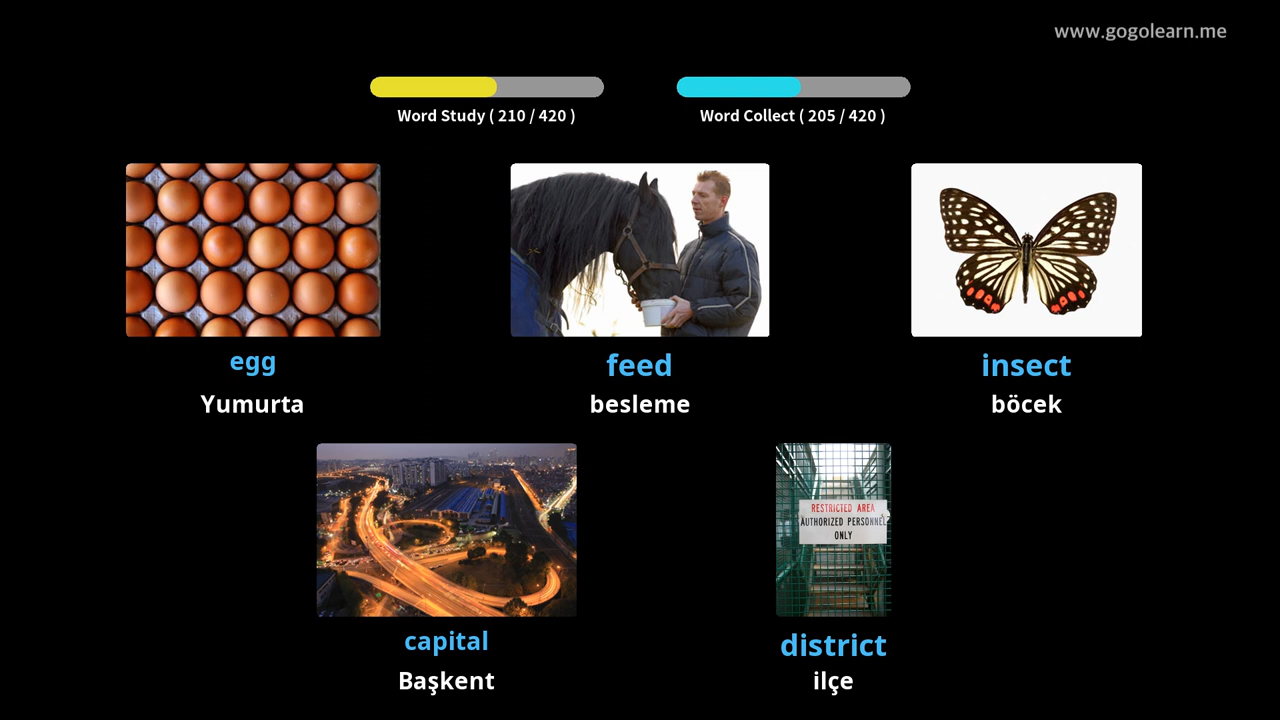 www.gogolearn.me
Word Study ( 210 / 420 )
Word Collect ( 205 / 420 )
egg
feed
insect
Yumurta
besleme
böcek
RESTRICTED AREA
AUTHORIZED PERSONNEL
ONLY
capital
district
Başkent
ilçe